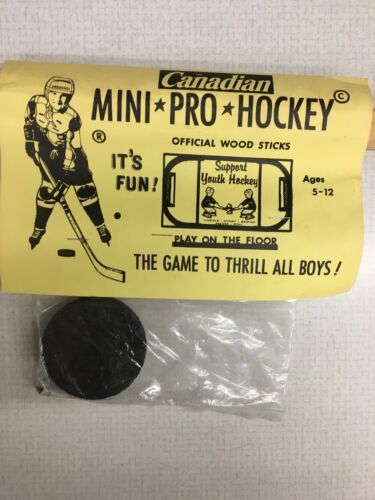 Canadian
MINI★PRO★HOCKEY ©
®
OFFICIAL WOOD STICKS
IT'S
FUN!
Support
Youth Hockey
Ages
5-12
PLAY ON THE FLOOR
THE GAME TO THRILL ALL BOYS!